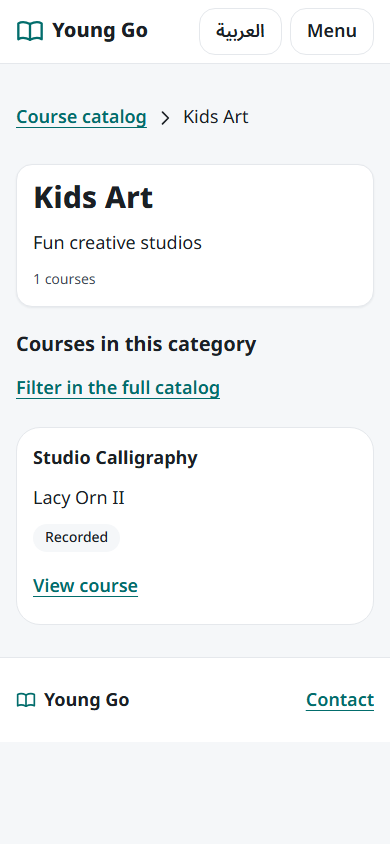 Young Go
العربية
Menu
Course catalog > Kids Art
Kids Art
Fun creative studios
1 courses
Courses in this category
Filter in the full catalog
Studio Calligraphy
Lacy Orn II
Recorded
View course
Young Go
Contact